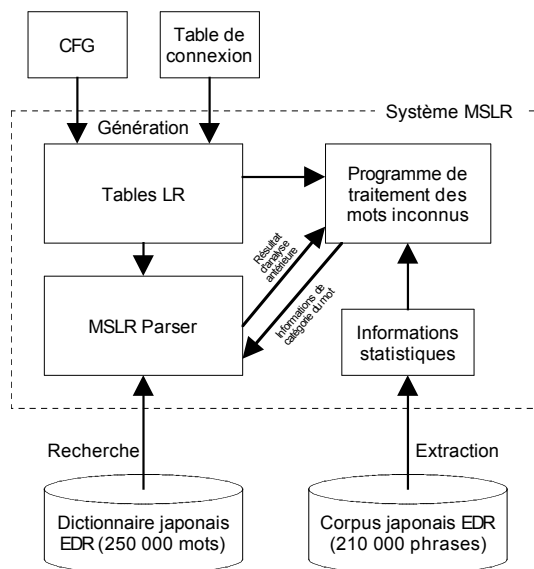 CFG
Table de
connexion
Système MSLR
Génération
Tables LR
Programme de
traitement des
mots inconnus
Résultat
d'analyse
antérieure
Informations de
catégorie du mot
MSLR Parser
Informations
statistiques
Recherche
Extraction
Dictionnaire japonais
EDR (250 000 mots)
Corpus japonais EDR
(210 000 phrases)